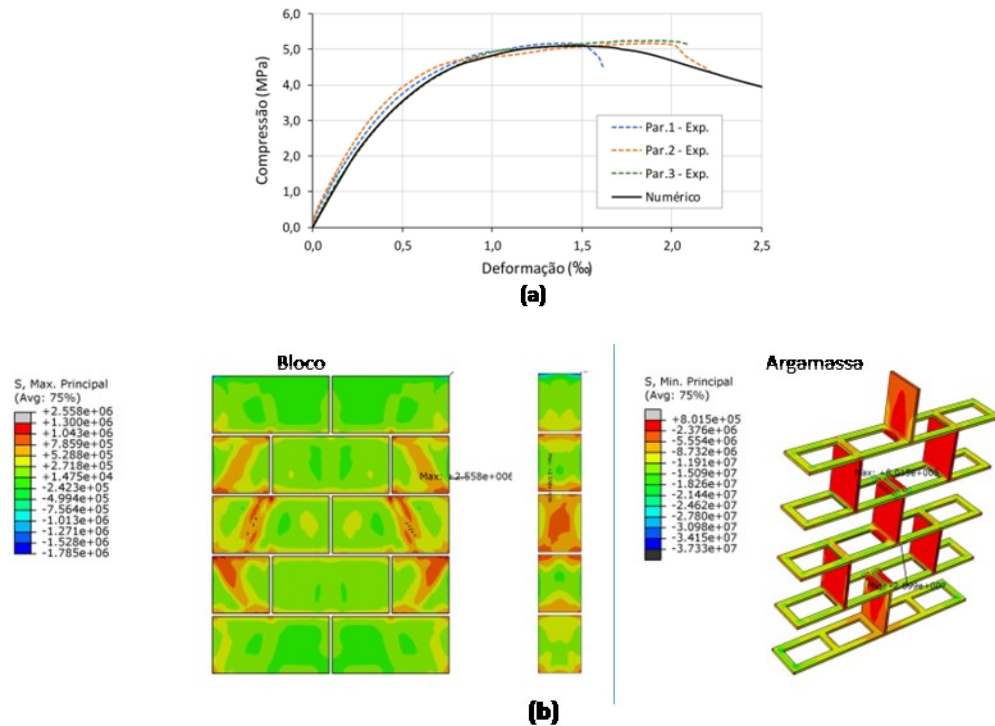 6,0
5,0
4,0
3,0
2,0
1,0
0,0
Compressão (MPa)
Par.1 - Exp.
Par.2 - Exp.
Par.3 - Exp.
Numérico
0,0 0,5 1,0 1,5 2,0 2,5
Deformação (‰)
(a)
Bloco
S, Max. Principal
(Avg: 75%)
+2.558e+06
+1.300e+06
+1.043e+06
+7.859e+05
+5.288e+05
+2.718e+05
+1.475e+04
-2.423e+05
-4.994e+05
-7.564e+05
-1.013e+06
-1.271e+06
-1.528e+06
-1.785e+06
Max: +2.558e+006
Argamassa
S, Min. Principal
(Avg: 75%)
+8.015e+05
-2.376e+06
-5.554e+06
-8.732e+06
-1.191e+07
-1.509e+07
-1.826e+07
-2.144e+07
-2.462e+07
-2.780e+07
-3.098e+07
-3.415e+07
-3.733e+07
Max:
(b)